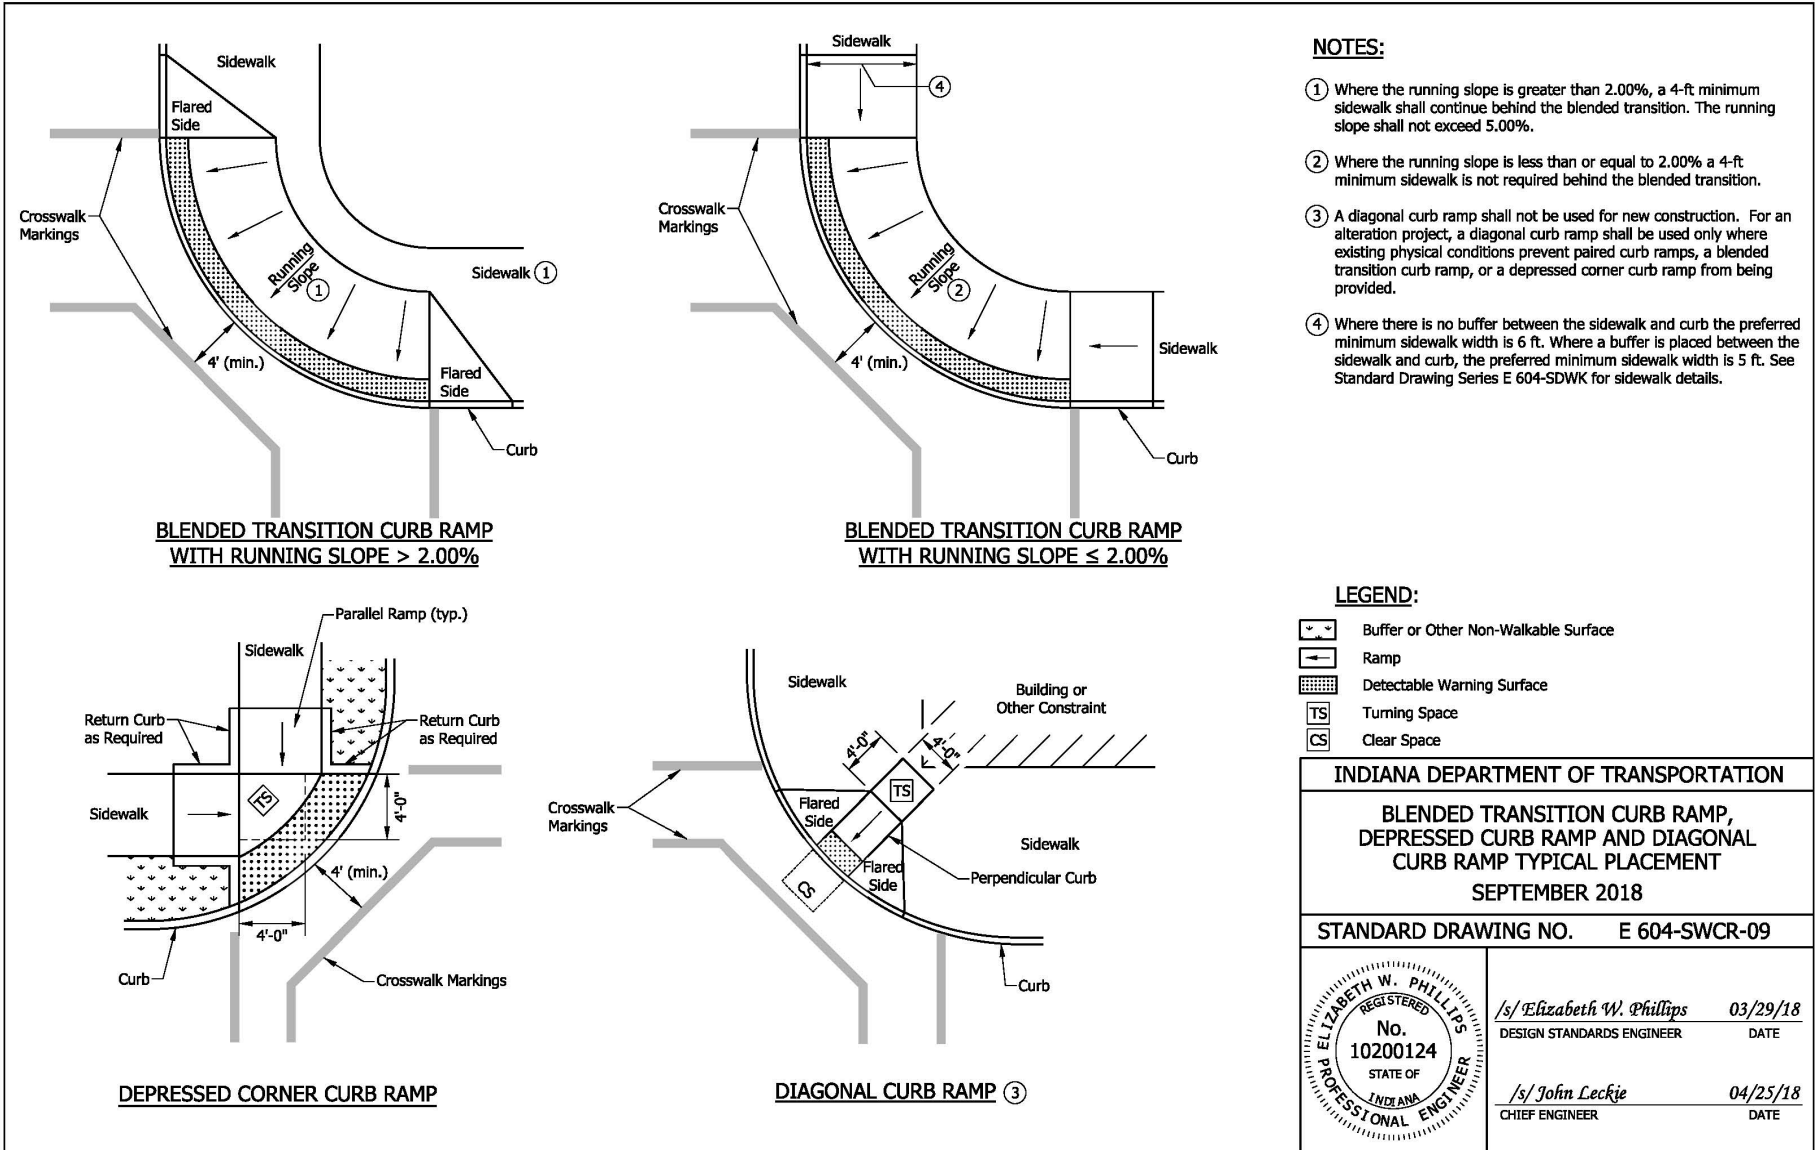 Sidewalk
Flared
Side
Crosswalk
Markings
Running
Slope
1
Sidewalk 1
4' (min.)
Flared
Side
Curb
BLENDED TRANSITION CURB RAMP
WITH RUNNING SLOPE > 2.00%
Sidewalk
4
Crosswalk
Markings
Running
Slope
2
4' (min.)
Sidewalk
Curb
BLENDED TRANSITION CURB RAMP
WITH RUNNING SLOPE ≤ 2.00%
NOTES:
1 Where the running slope is greater than 2.00%, a 4-ft minimum
sidewalk shall continue behind the blended transition. The running
slope shall not exceed 5.00%.
2 Where the running slope is less than or equal to 2.00% a 4-ft
minimum sidewalk is not required behind the blended transition.
3 A diagonal curb ramp shall not be used for new construction. For an
alteration project, a diagonal curb ramp shall be used only where
existing physical conditions prevent paired curb ramps, a blended
transition curb ramp, or a depressed corner curb ramp from being
provided.
4 Where there is no buffer between the sidewalk and curb the preferred
minimum sidewalk width is 6 ft. Where a buffer is placed between the
sidewalk and curb, the preferred minimum sidewalk width is 5 ft. See
Standard Drawing Series E 604-SDWK for sidewalk details.
Parallel Ramp (typ.)
Sidewalk
Return Curb
as Required
Return Curb
as Required
Sidewalk
TS
4'-0"
4' (min.)
4'-0"
Curb
Crosswalk Markings
DEPRESSED CORNER CURB RAMP
Sidewalk
Building or
Other Constraint
4'-0"
4'-0"
TS
Crosswalk
Markings
Flared
Side
Sidewalk
Flared
Side
Perpendicular Curb
CS
Curb
DIAGONAL CURB RAMP 3
LEGEND:
Buffer or Other Non-Walkable Surface
Ramp
Detectable Warning Surface
TS Turning Space
CS Clear Space
INDIANA DEPARTMENT OF TRANSPORTATION
BLENDED TRANSITION CURB RAMP,
DEPRESSED CURB RAMP AND DIAGONAL
CURB RAMP TYPICAL PLACEMENT
SEPTEMBER 2018
STANDARD DRAWING NO. E 604-SWCR-09
ELIZABETH W. PHILLIPS
REGISTERED
No.
10200124
STATE OF
INDIANA
PROFESSIONAL ENGINEER
/s/ Elizabeth W. Phillips 03/29/18
DESIGN STANDARDS ENGINEER DATE
/s/ John Leckie 04/25/18
CHIEF ENGINEER DATE